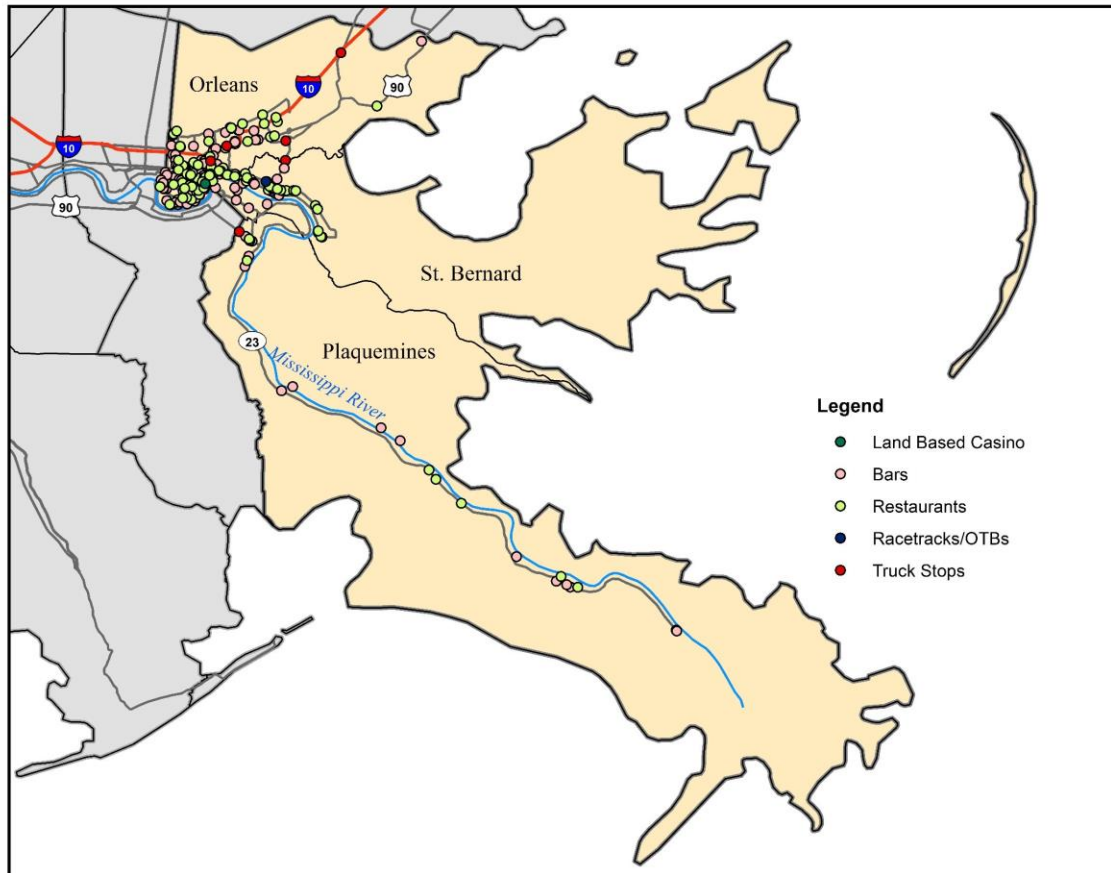 Orleans
10
90
10
90
St. Bernard
23
Plaquemines
Mississippi River
Legend
Land Based Casino
Bars
Restaurants
Racetracks/OTBs
Truck Stops